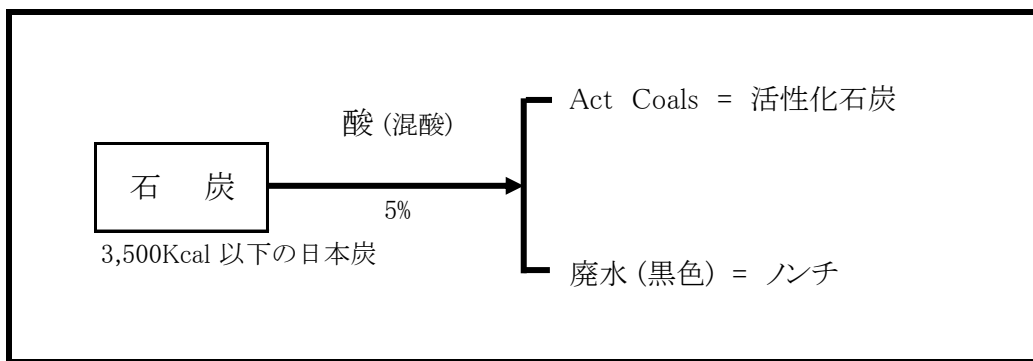 Act Coals = 活性化石炭
酸 (混酸)
石 炭
5%
3,500Kcal 以下の日本炭
廃水 (黒色) = ノンチ